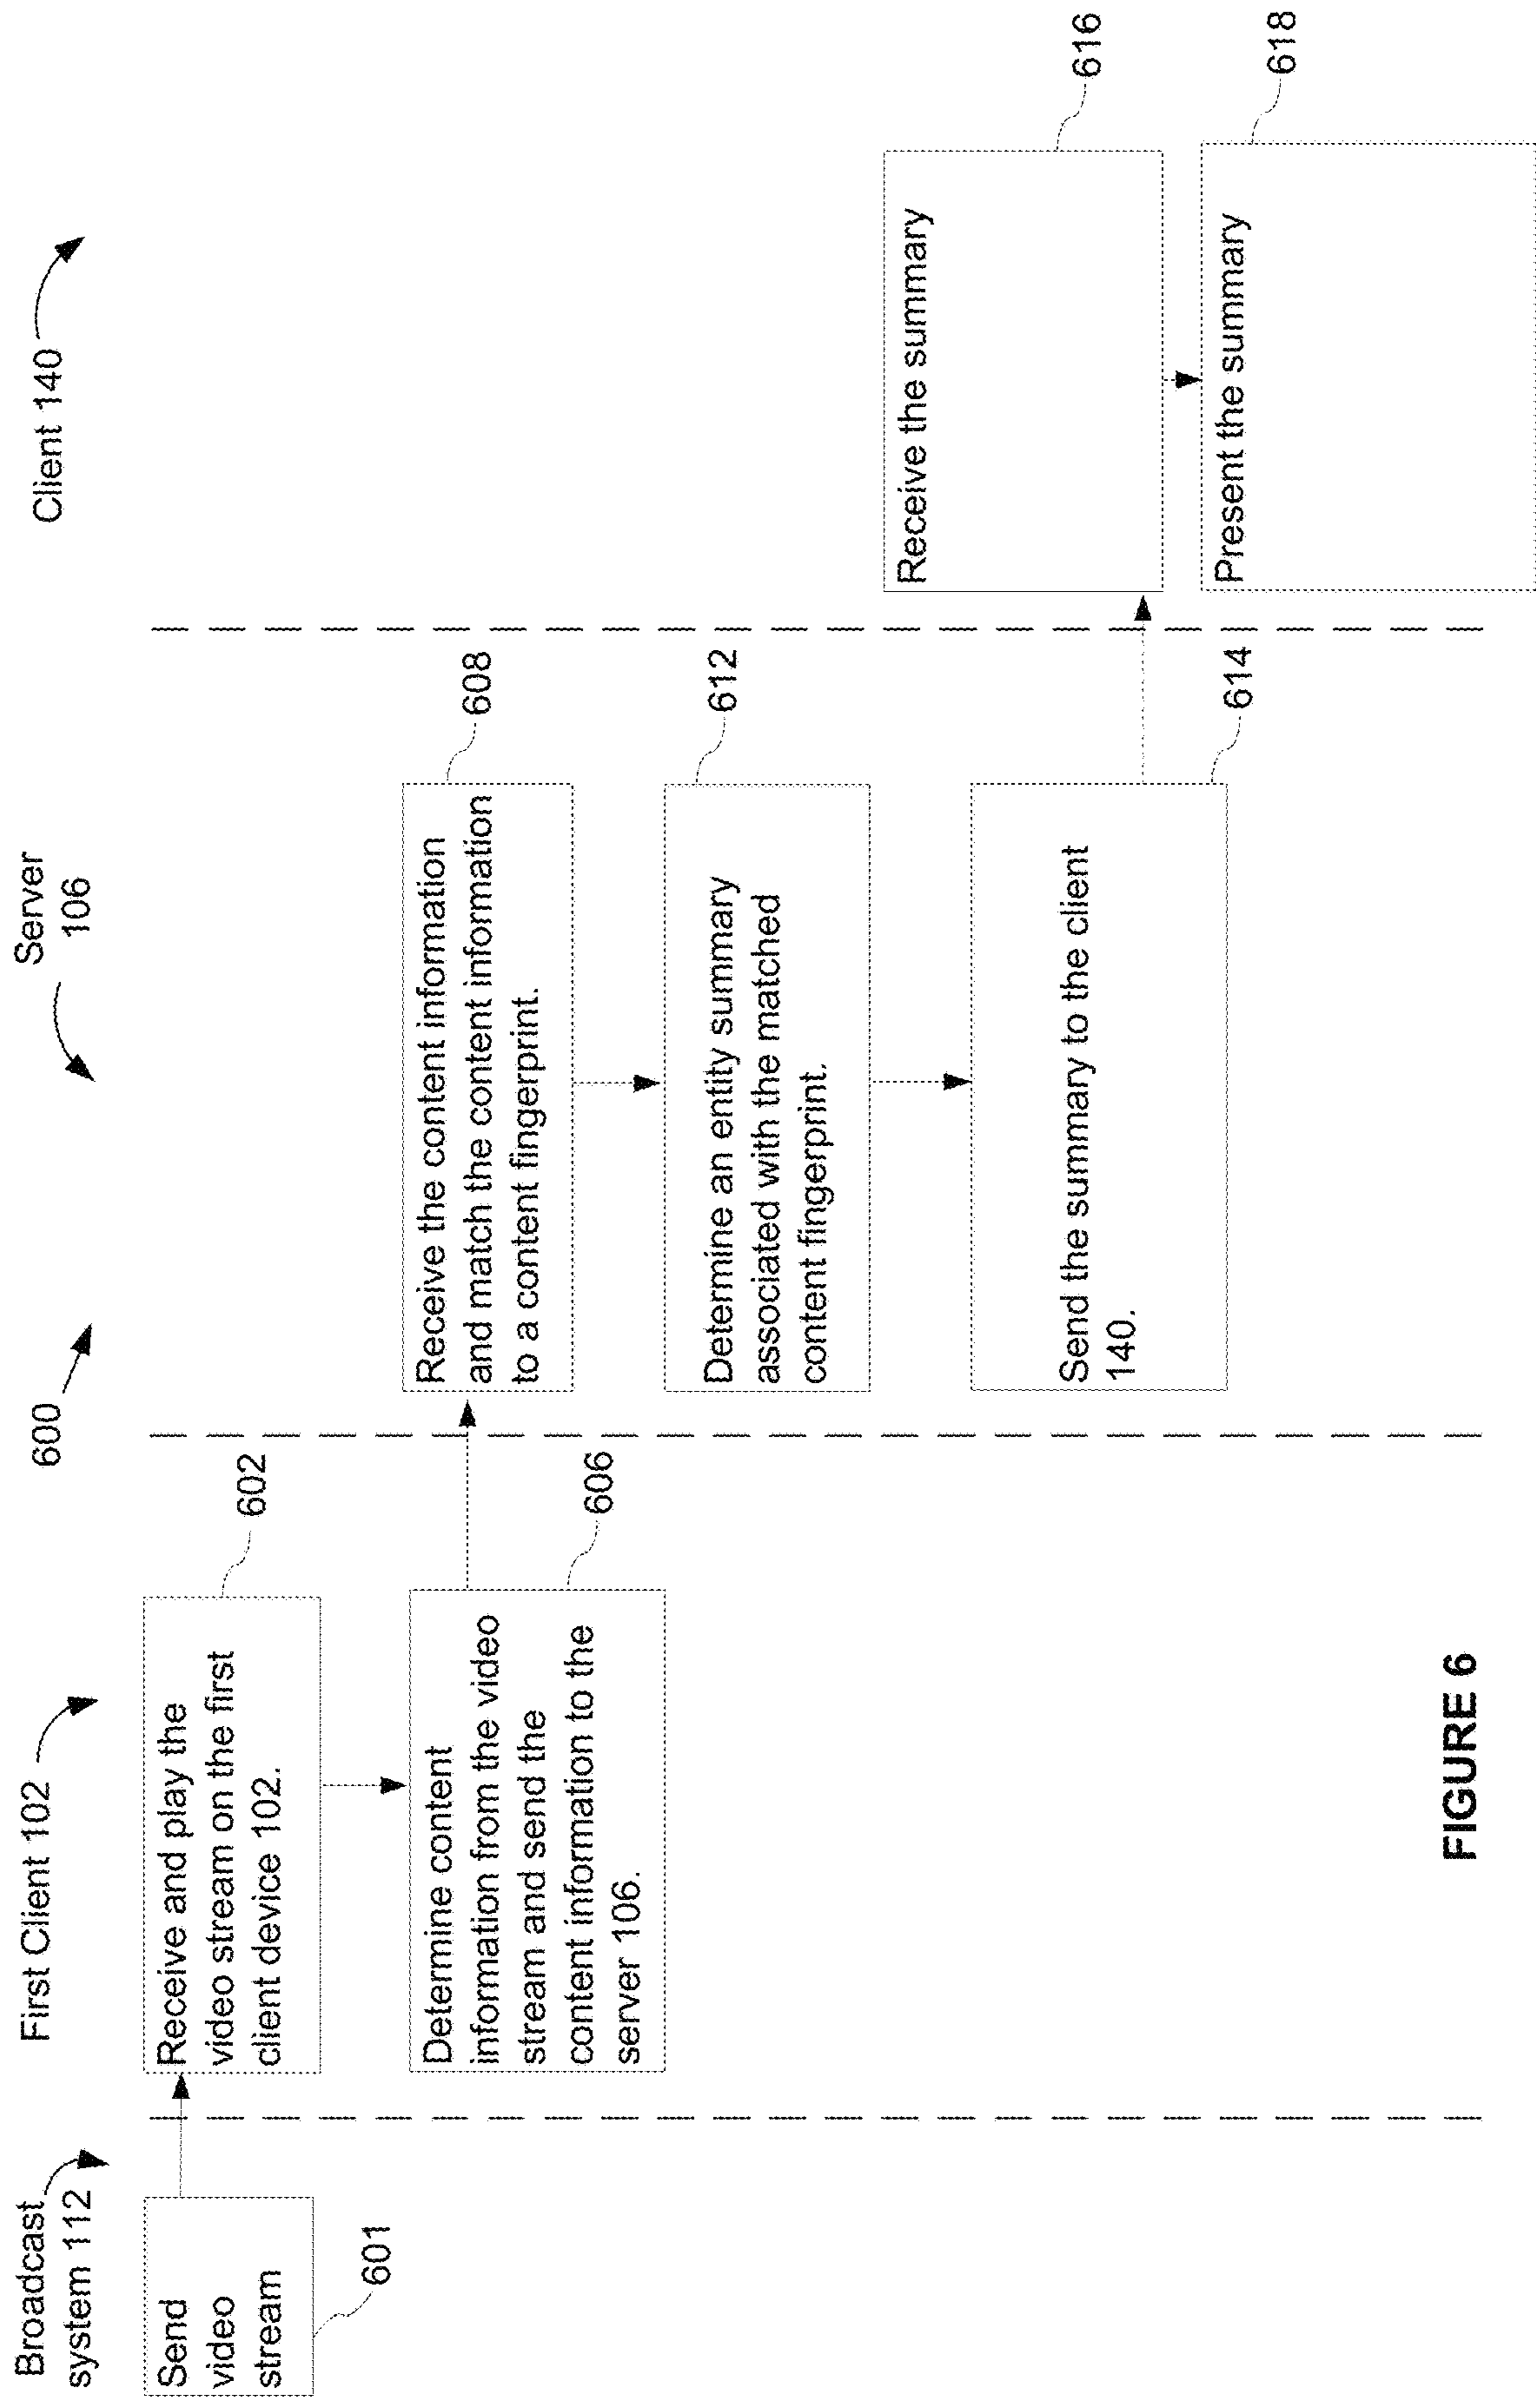 Broadcast
system 112
First Client 102
600
Server
106
Client 140
Send
video
stream
601
Receive and play the
video stream on the first
client device 102.
602
Determine content
information from the video
stream and send the
content information to the
server 106.
606
Receive the content information
and match the content information
to a content fingerprint.
608
Determine an entity summary
associated with the matched
content fingerprint.
612
Send the summary to the client
140.
614
Receive the summary
616
Present the summary
618
FIGURE 6